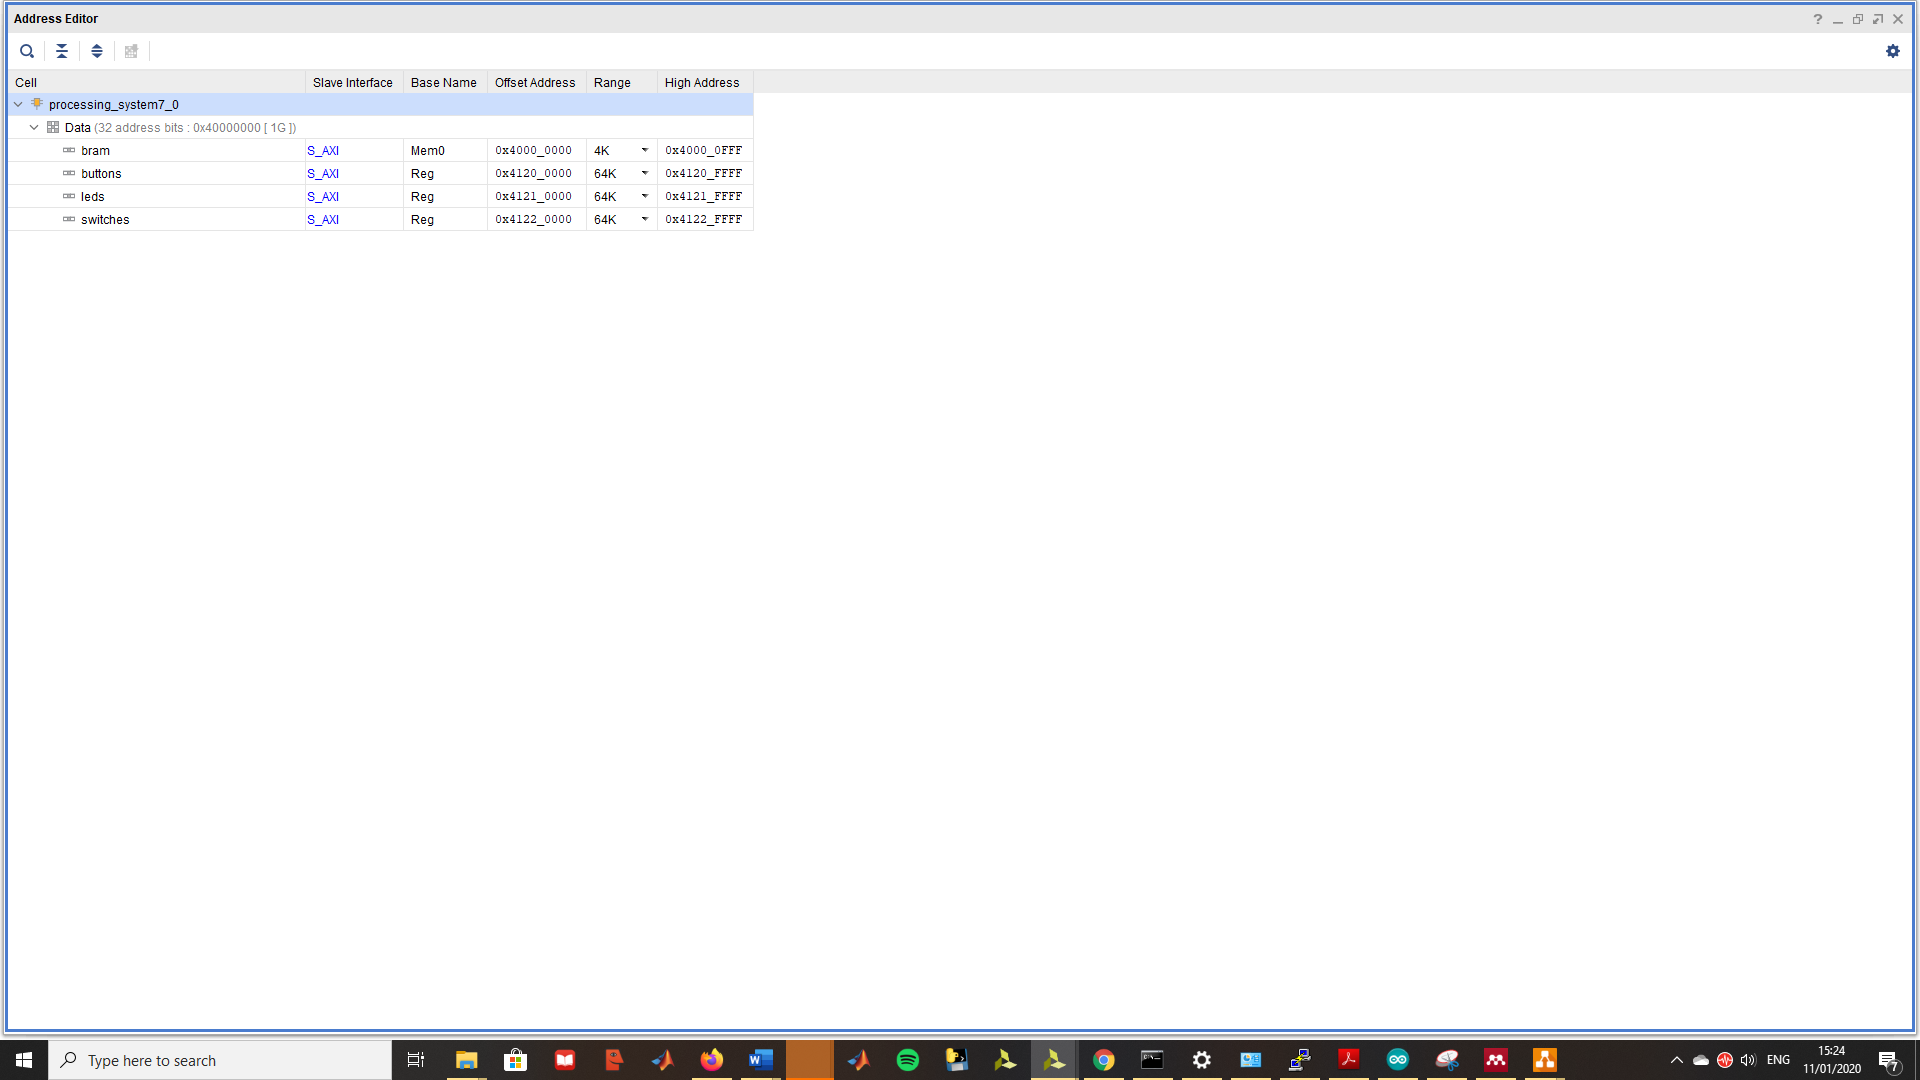 Address Editor
Cell Slave Interface Base Name Offset Address Range High Address
processing_system7_0
Data (32 address bits : 0x40000000 [ 1G ])
bram S_AXI Mem0 0x4000_0000 4K 0x4000_0FFF
buttons S_AXI Reg 0x4120_0000 64K 0x4120_FFFF
leds S_AXI Reg 0x4121_0000 64K 0x4121_FFFF
switches S_AXI Reg 0x4122_0000 64K 0x4122_FFFF
Type here to search
ENG
15:24
11/01/2020
7